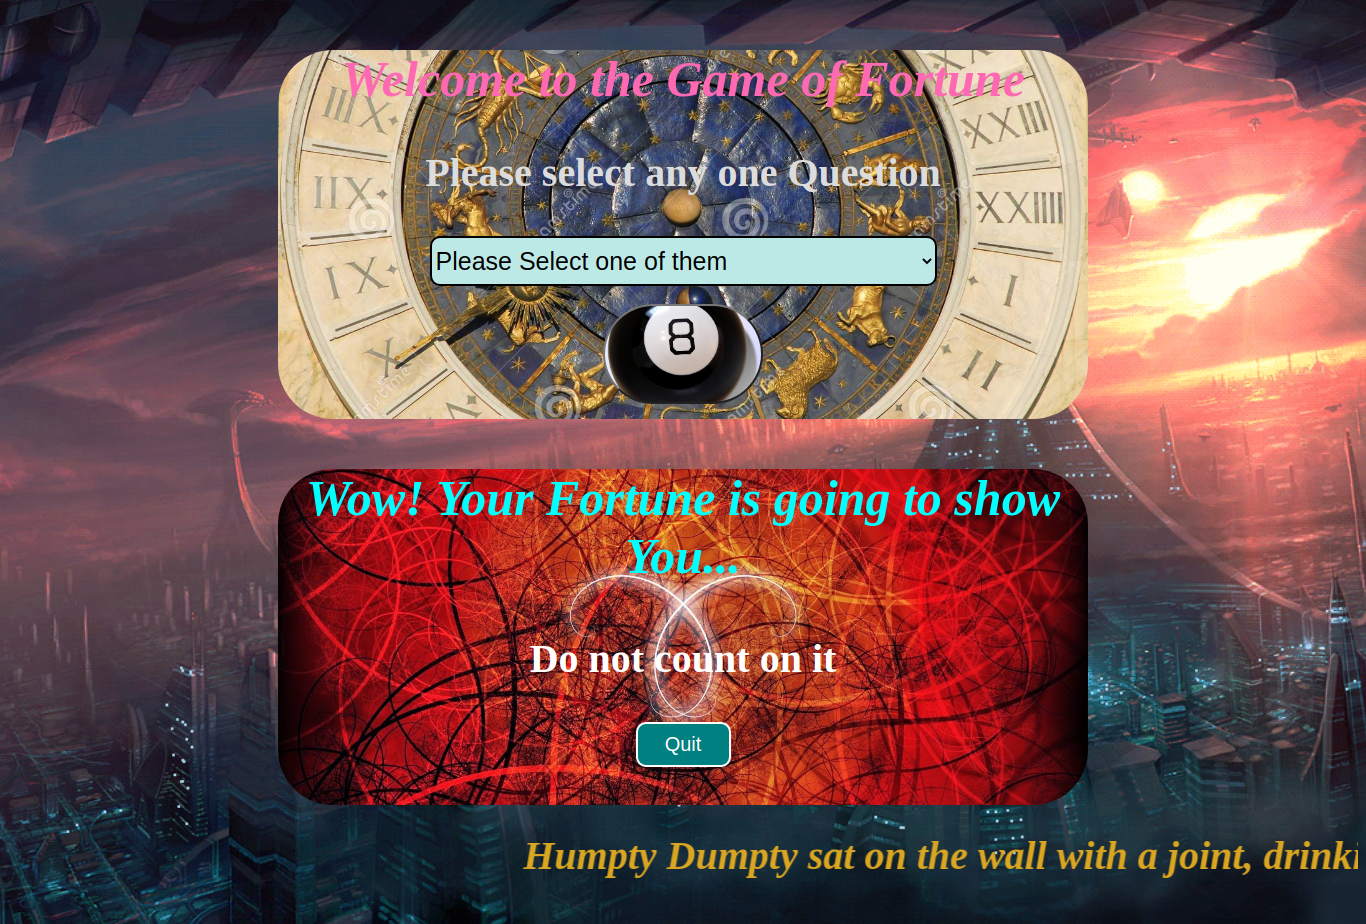 Welcome to the Game of Fortune
Please select any one Question
Please Select one of them
8
Wow! Your Fortune is going to show
You...
Do not count on it
Quit
Humpty Dumpty sat on the wall with a joint, drinki